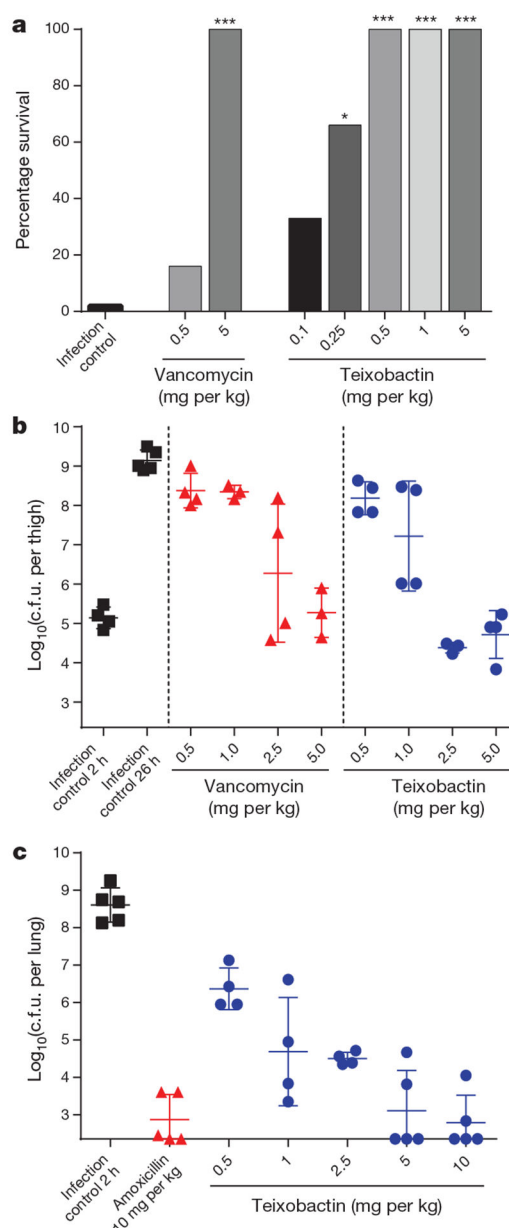 a
Percentage survival
100
80
60
40
20
0
***
*
***
***
***
Infection
control
0.5
5
0.1
0.25
0.5
1
5
Vancomycin
(mg per kg)
Teixobactin
(mg per kg)
b
Log10(c.f.u. per thigh)
10
9
8
7
6
5
4
3
Infection
control 2 h
Infection
control 26 h
0.5
1.0
2.5
5.0
0.5
1.0
2.5
5.0
Vancomycin
(mg per kg)
Teixobactin
(mg per kg)
c
Log10(c.f.u. per lung)
10
9
8
7
6
5
4
3
Infection
control 2 h
Amoxicillin
10 mg per kg
0.5
1
2.5
5
10
Teixobactin (mg per kg)